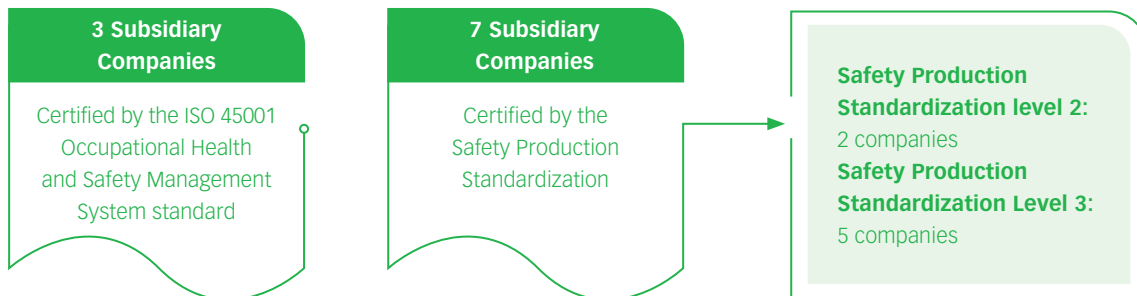 3 Subsidiary
Companies
Certified by the ISO 45001
Occupational Health
and Safety Management
System standard
7 Subsidiary
Companies
Certified by the
Safety Production
Standardization
Safety Production
Standardization level 2:
2 companies
Safety Production
Standardization Level 3:
5 companies